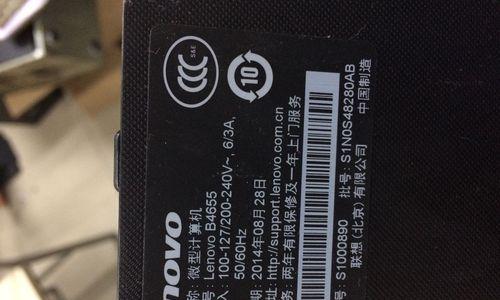 CCC
S&E
10
novo
称: 微型计算机
: Lenovo B4655
入: 100-127/200-240V~, 6/3A,
50/60Hz
期: 2014年08月28日
: http://support.lenovo.com.cn
务: 两年有限保修及一年上门服务
号: S1000890 批号: S1N0S48280AB
联想(北京)有限公司 中国制造